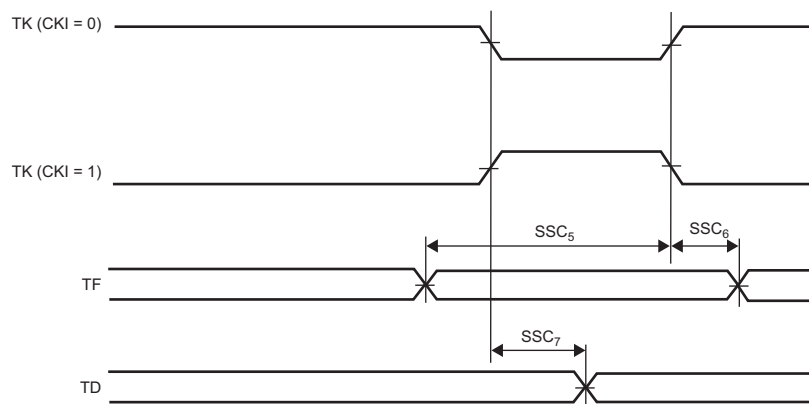 TK (CKI = 0)
TK (CKI = 1)
SSC₅
SSC₆
TF
SSC₇
TD